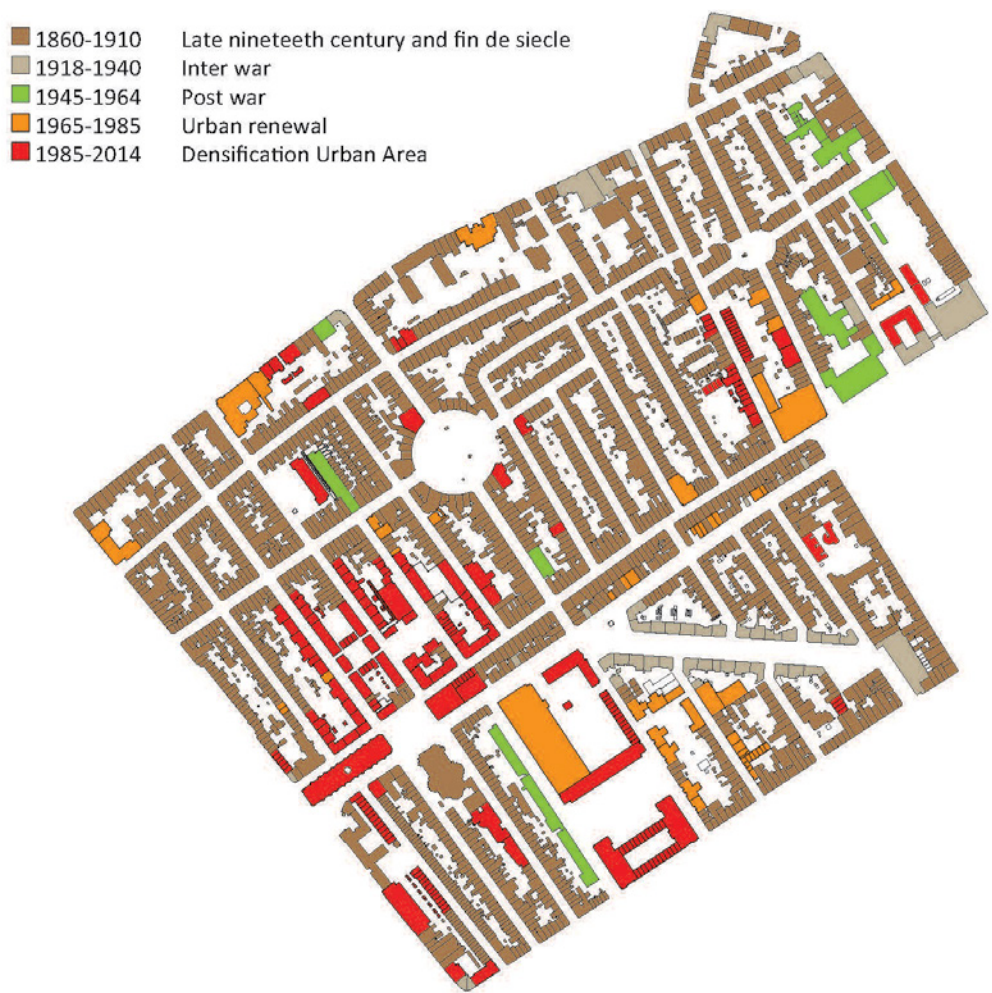 1860-1910 Late nineteeth century and fin de siecle
1918-1940 Inter war
1945-1964 Post war
1965-1985 Urban renewal
1985-2014 Densification Urban Area